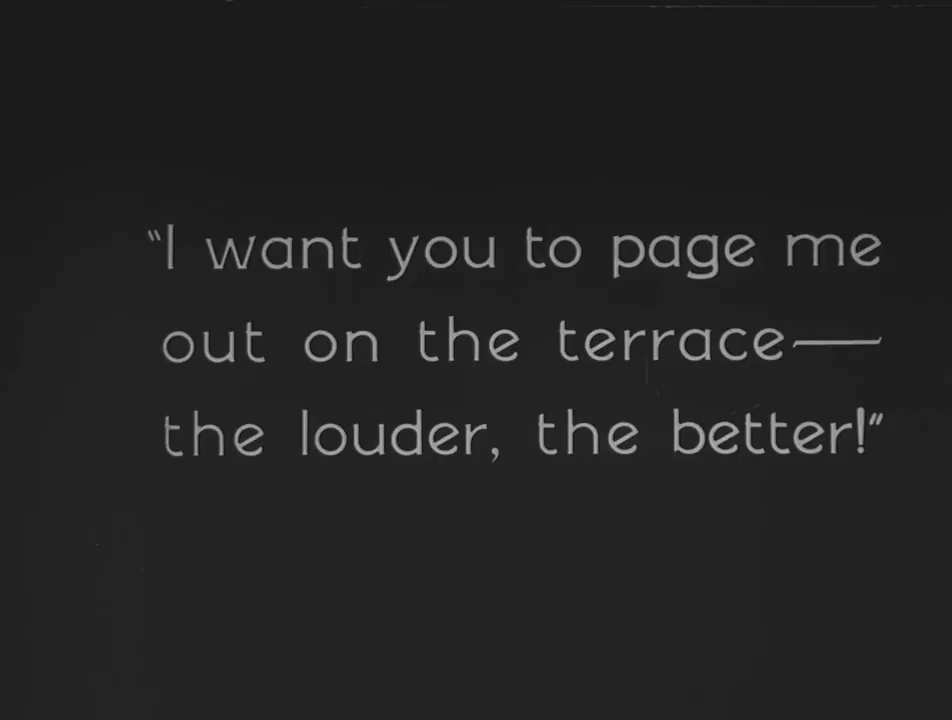 "I want you to page me
out on the terrace—
the louder, the better!"